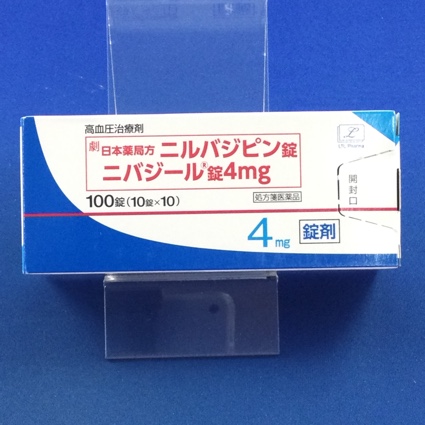 高血圧治療剤
劇 日本薬局方 ニルバジピン錠
ニバジール®錠4mg
100錠(10錠×10)
処方箋医薬品
4mg 錠剤
開封口
LTL Pharma